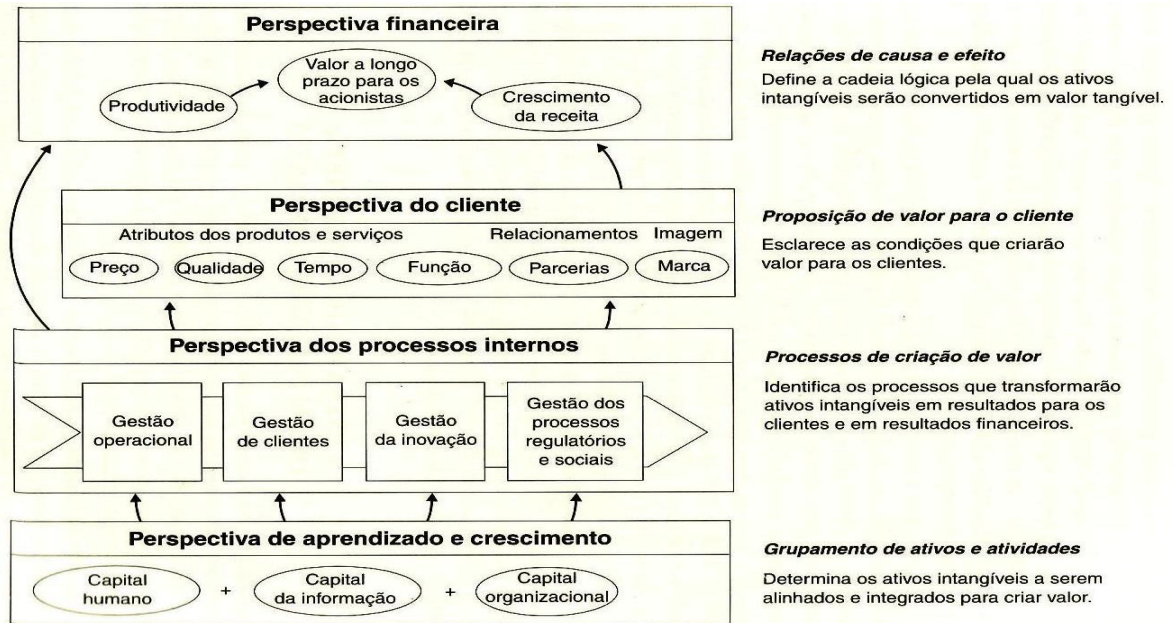 Perspectiva financeira
Valor a longo
prazo para os
acionistas
Produtividade
Crescimento
da receita
Relações de causa e efeito
Define a cadeia lógica pela qual os ativos
intangíveis serão convertidos em valor tangível.
Perspectiva do cliente
Atributos dos produtos e serviços Relacionamentos Imagem
Preço Qualidade Tempo Função Parcerias Marca
Proposição de valor para o cliente
Esclarece as condições que criarão
valor para os clientes.
Perspectiva dos processos internos
Gestão
operacional
Gestão
de clientes
Gestão
da inovação
Gestão dos
processos
regulatórios
e sociais
Processos de criação de valor
Identifica os processos que transformarão
ativos intangíveis em resultados para os
clientes e em resultados financeiros.
Perspectiva de aprendizado e crescimento
Capital
humano
+
Capital
da informação
+
Capital
organizacional
Grupamento de ativos e atividades
Determina os ativos intangíveis a serem
alinhados e integrados para criar valor.